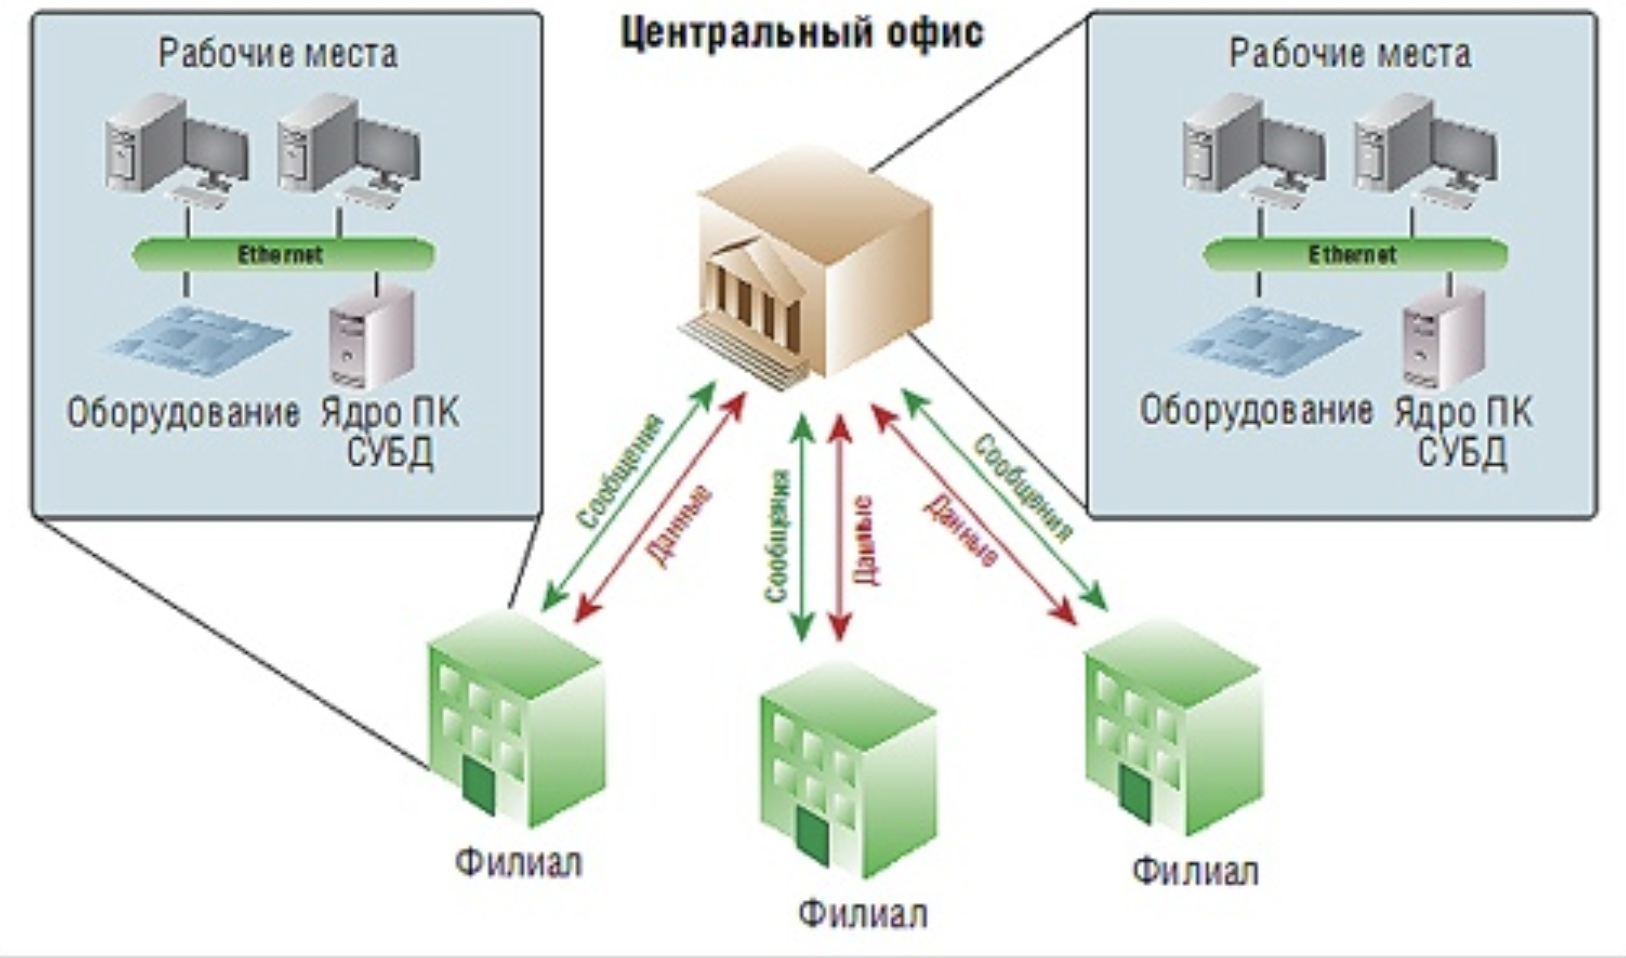 Центральный офис
Рабочие места
Ethernet
Оборудование
Ядро ПК
СУБД
Рабочие места
Ethernet
Оборудование
Ядро ПК
СУБД
Сообщения
Данные
Сообщения
Данные
Данные
Сообщения
Филиал
Филиал
Филиал